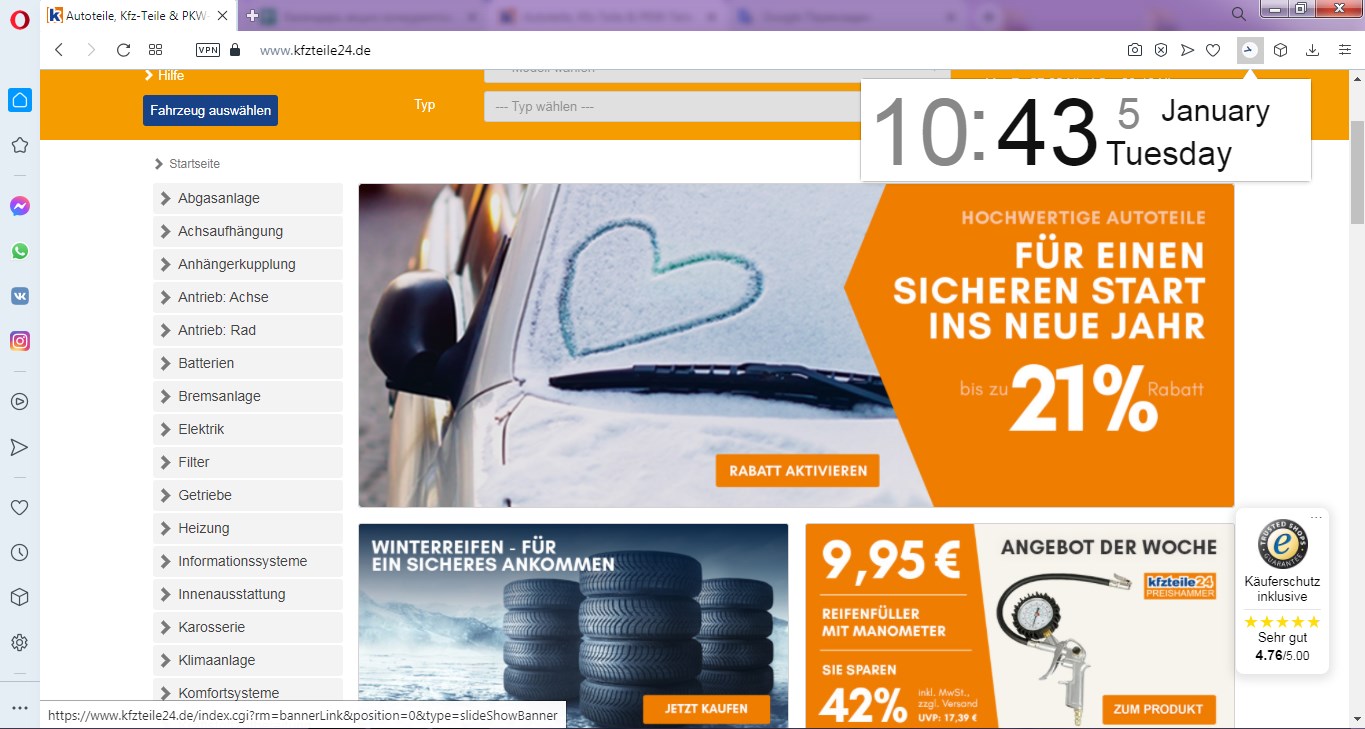 Autoteile, Kfz-Teile & PKW-
VPN
www.kfzteile24.de
Hilfe
Fahrzeug auswählen
Typ
--- Typ wählen ---
10:43
5 January
Tuesday
Startseite
Abgasanlage
Achsaufhängung
Anhängerkupplung
Antrieb: Achse
Antrieb: Rad
Batterien
Bremsanlage
Elektrik
Filter
Getriebe
Heizung
Informationssysteme
Innenausstattung
Karosserie
Klimaanlage
Komfortsysteme
HOCHWERTIGE AUTOTEILE
FÜR EINEN
SICHEREN START
INS NEUE JAHR
bis zu 21% Rabatt
RABATT AKTIVIEREN
WINTERREIFEN - FÜR
EIN SICHERES ANKOMMEN
JETZT KAUFEN
9,95 €
REIFENFÜLLER
MIT MANOMETER
SIE SPAREN
42%
inkl. MwSt.,
zzgl. Versand
UVP: 17,39 €
ANGEBOT DER WOCHE
kfzteile24
PREISHAMMER
ZUM PRODUKT
TRUSTED SHOPS
GUARANTEE
Käuferschutz
inklusive
Sehr gut
4.76/5.00
https://www.kfzteile24.de/index.cgi?rm=bannerLink&position=0&type=slideShowBanner